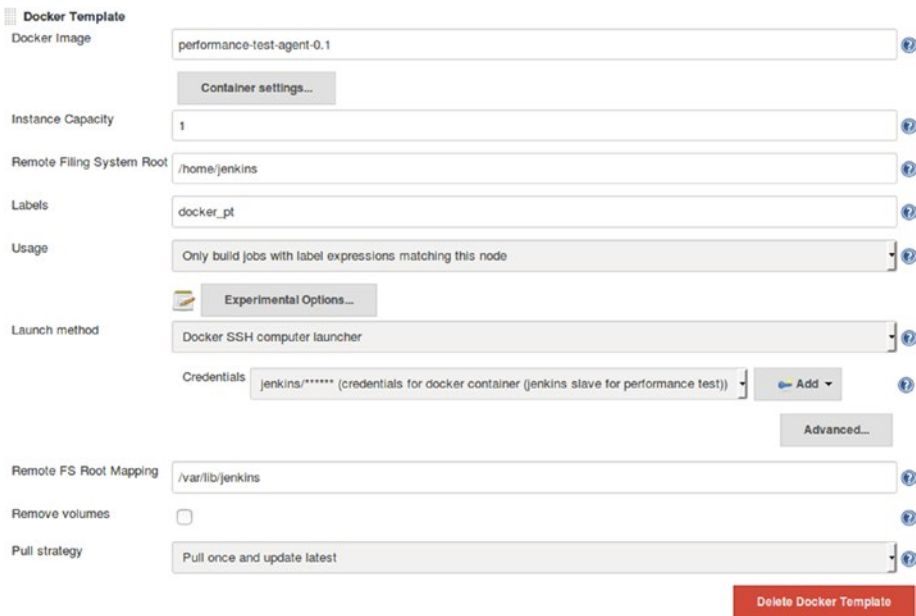 Docker Template
Docker Image
performance-test-agent-0.1
Container settings...
Instance Capacity
1
Remote Filing System Root
/home/jenkins
Labels
docker_pt
Usage
Only build jobs with label expressions matching this node
Experimental Options...
Launch method
Docker SSH computer launcher
Credentials
jenkins/****** (credentials for docker container (jenkins slave for performance test))
Add
Advanced...
Remote FS Root Mapping
/var/lib/jenkins
Remove volumes
Pull strategy
Pull once and update latest
Delete Docker Template